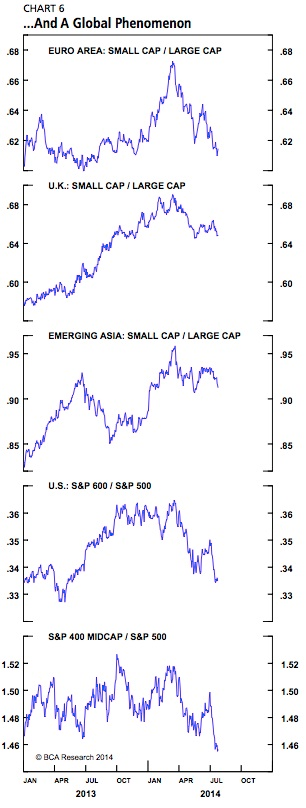 CHART 6
...And A Global Phenomenon
EURO AREA: SMALL CAP / LARGE CAP
.68 .68
.66 .66
.64 .64
.62 .62
U.K.: SMALL CAP / LARGE CAP
.68 .68
.64 .64
.60 .60
EMERGING ASIA: SMALL CAP / LARGE CAP
.95 .95
.90 .90
.85 .85
U.S.: S&P 600 / S&P 500
.36 .36
.35 .35
.34 .34
.33 .33
S&P 400 MIDCAP / S&P 500
1.52 1.52
1.50 1.50
1.48 1.48
1.46 1.46
© BCA Research 2014
JAN APR JUL OCT JAN APR JUL OCT
2013 2014